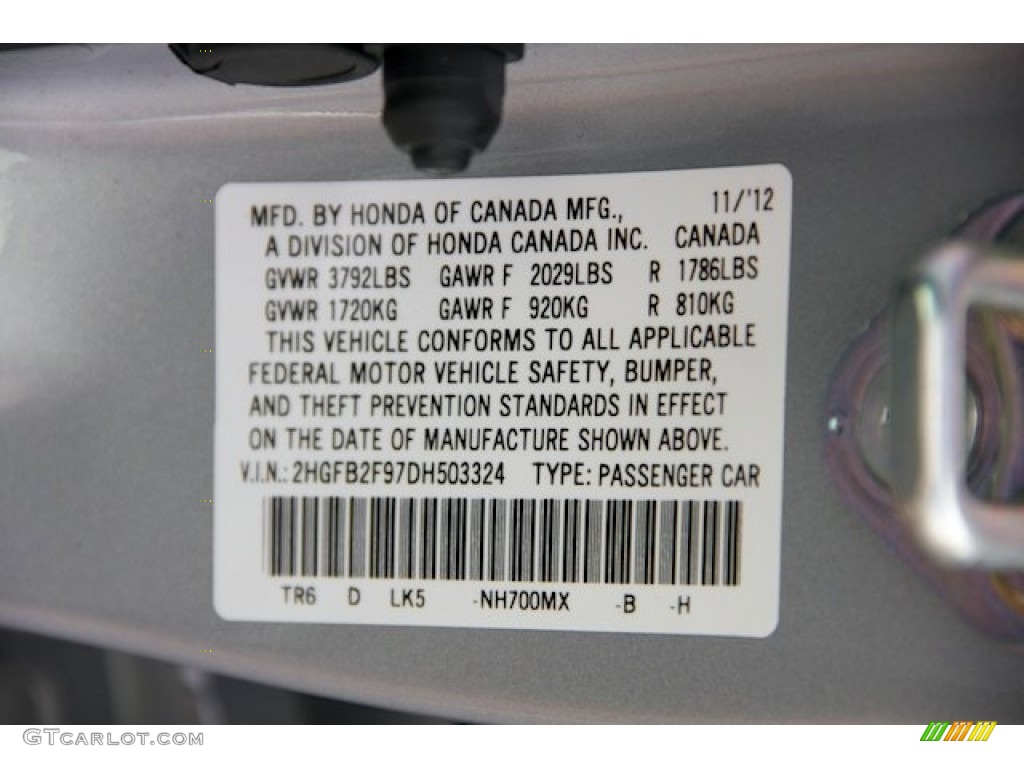 11/'12
MFD. BY HONDA OF CANADA MFG.,
A DIVISION OF HONDA CANADA INC. CANADA
GVWR 3792LBS GAWR F 2029LBS R 1786LBS
GVWR 1720KG GAWR F 920KG R 810KG
THIS VEHICLE CONFORMS TO ALL APPLICABLE
FEDERAL MOTOR VEHICLE SAFETY, BUMPER,
AND THEFT PREVENTION STANDARDS IN EFFECT
ON THE DATE OF MANUFACTURE SHOWN ABOVE.
V.I.N.: 2HGFB2F97DH503324 TYPE: PASSENGER CAR
TR6 D LK5 -NH700MX -B -H
GTCARLOT.COM